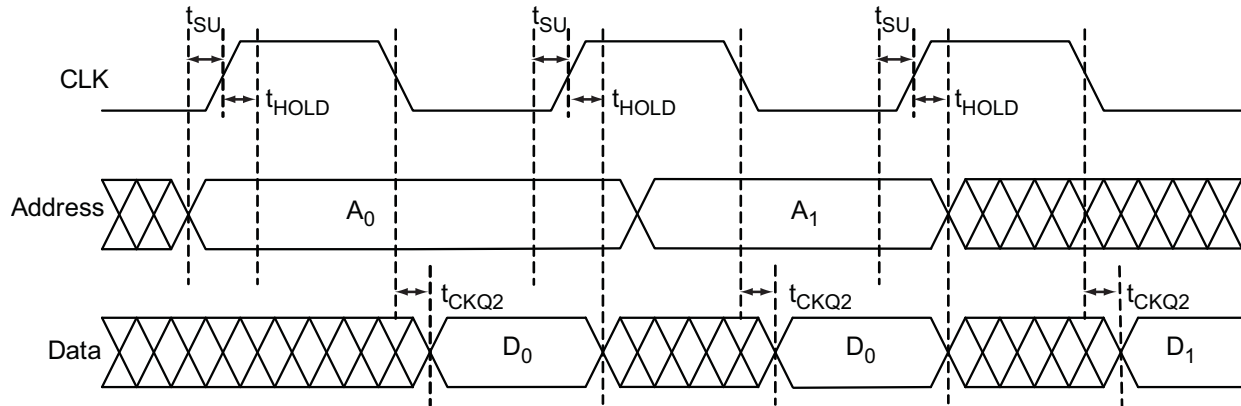 tSU tSU tSU
CLK
tHOLD tHOLD tHOLD
Address A0 A1
tCKQ2 tCKQ2 tCKQ2
Data D0 D0 D1